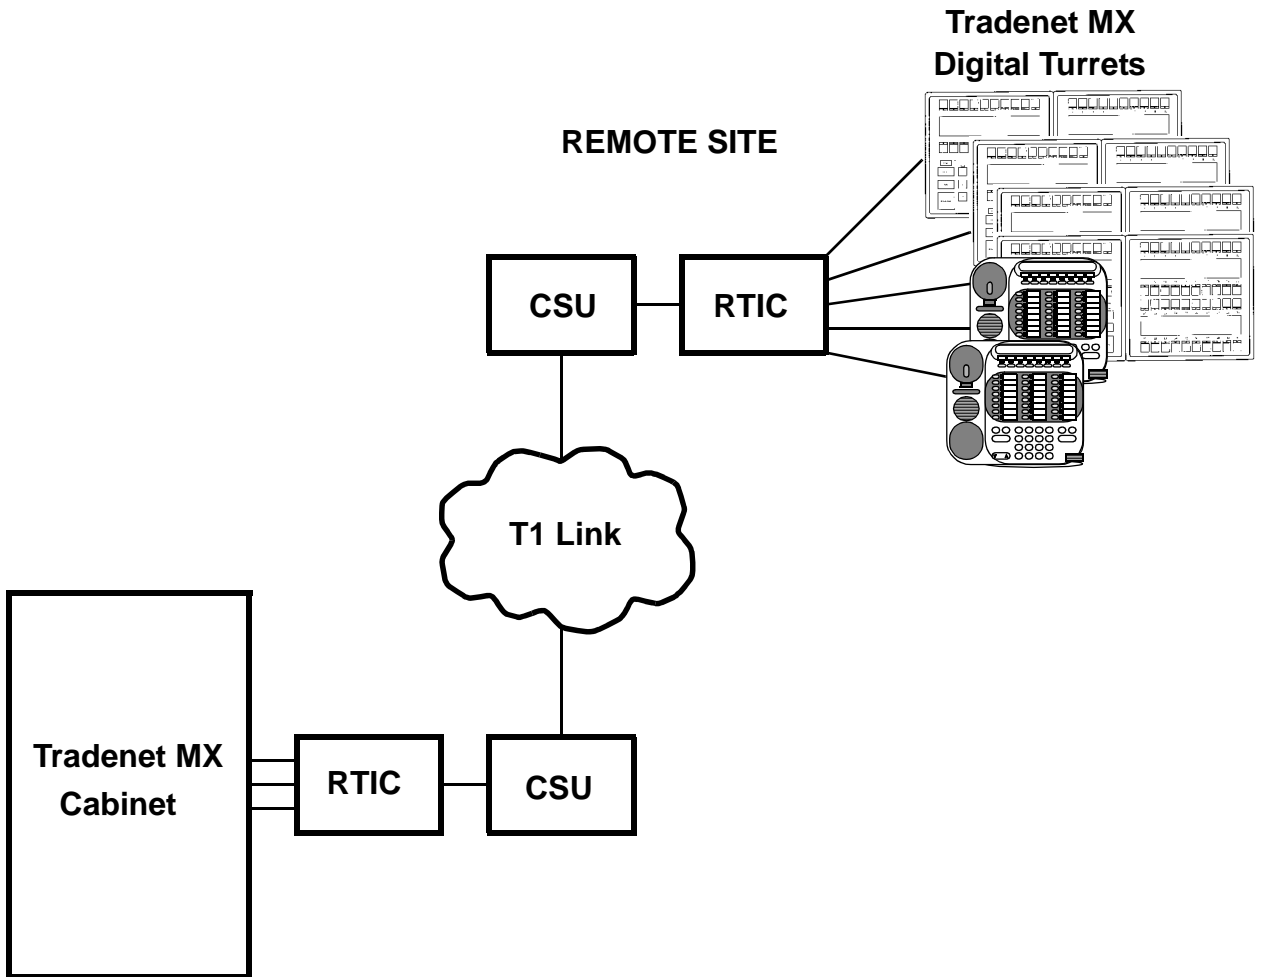 Tradenet MX
Digital Turrets
REMOTE SITE
CSU
RTIC
T1 Link
Tradenet MX
Cabinet
RTIC
CSU